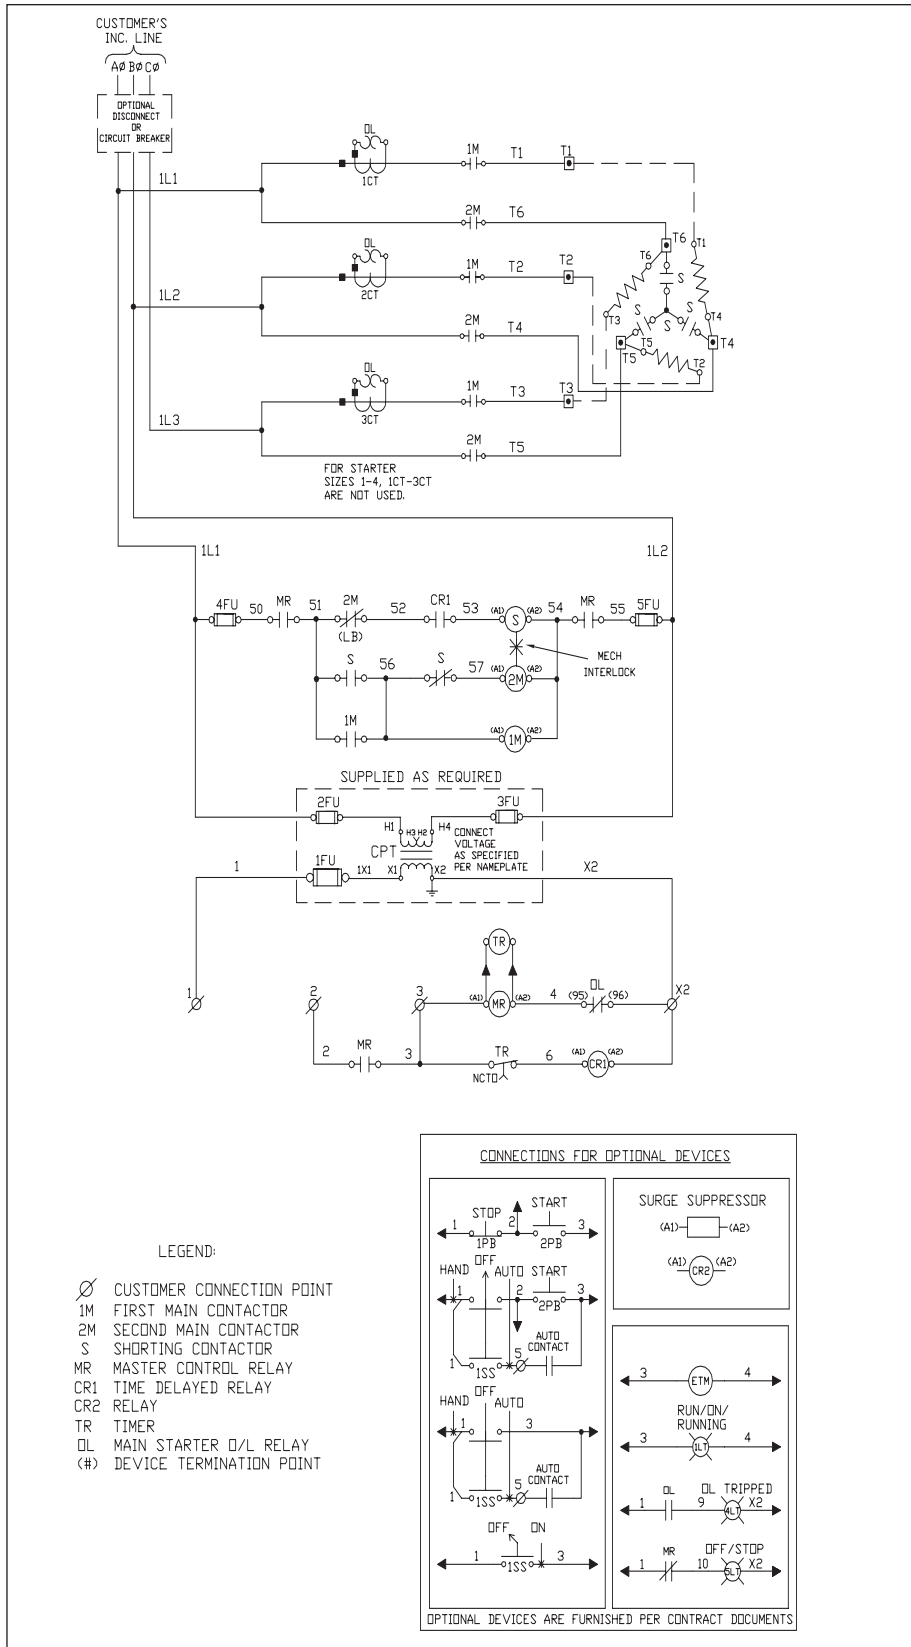 CUSTOMER'S
INC. LINE
AØ BØ CØ
OPTIONAL
DISCONNECT
OR
CIRCUIT BREAKER
OL
1CT
1M
T1
T1
1L1
2M
T6
T6
T1
T6
S
OL
2CT
1M
T2
T2
1L2
2M
T4
T3
S
S
T4
T5
T5
T2
T4
OL
3CT
1M
T3
T3
1L3
2M
T5
FOR STARTER
SIZES 1-4, 1CT-3CT
ARE NOT USED.
1L1
1L2
4FU
50
MR
51
2M
(LB)
52
CR1
53
(A1)
S
(A2)
54
MR
55
5FU
MECH
INTERLOCK
S
56
S
57
(A1)
2M
(A2)
1M
(A1)
1M
(A2)
SUPPLIED AS REQUIRED
2FU
3FU
H1
H3
H2
H4
CPT
CONNECT
VOLTAGE
AS SPECIFIED
PER NAMEPLATE
1
1FU
1X1
X1
X2
X2
TR
1
2
3
(A1)
MR
(A2)
4
(95)
OL
(96)
X2
2
MR
3
TR
NCTO
6
(A1)
CR1
(A2)
CONNECTIONS FOR OPTIONAL DEVICES
1
STOP
1PB
2
START
2PB
3
HAND
OFF
AUTO
START
1
2
2PB
3
AUTO
CONTACT
1
1SS
5
HAND
OFF
AUTO
1
3
AUTO
CONTACT
1
1SS
5
OFF
ON
1
1SS
3
SURGE SUPPRESSOR
(A1)
(A2)
(A1)
CR2
(A2)
3
ETM
4
RUN/ON/
RUNNING
3
1LT
4
1
OL
9
OL TRIPPED
4LT
X2
1
MR
10
OFF/STOP
5LT
X2
OPTIONAL DEVICES ARE FURNISHED PER CONTRACT DOCUMENTS
LEGEND:
Ø CUSTOMER CONNECTION POINT
1M FIRST MAIN CONTACTOR
2M SECOND MAIN CONTACTOR
S SHORTING CONTACTOR
MR MASTER CONTROL RELAY
CR1 TIME DELAYED RELAY
CR2 RELAY
TR TIMER
OL MAIN STARTER O/L RELAY
(#) DEVICE TERMINATION POINT